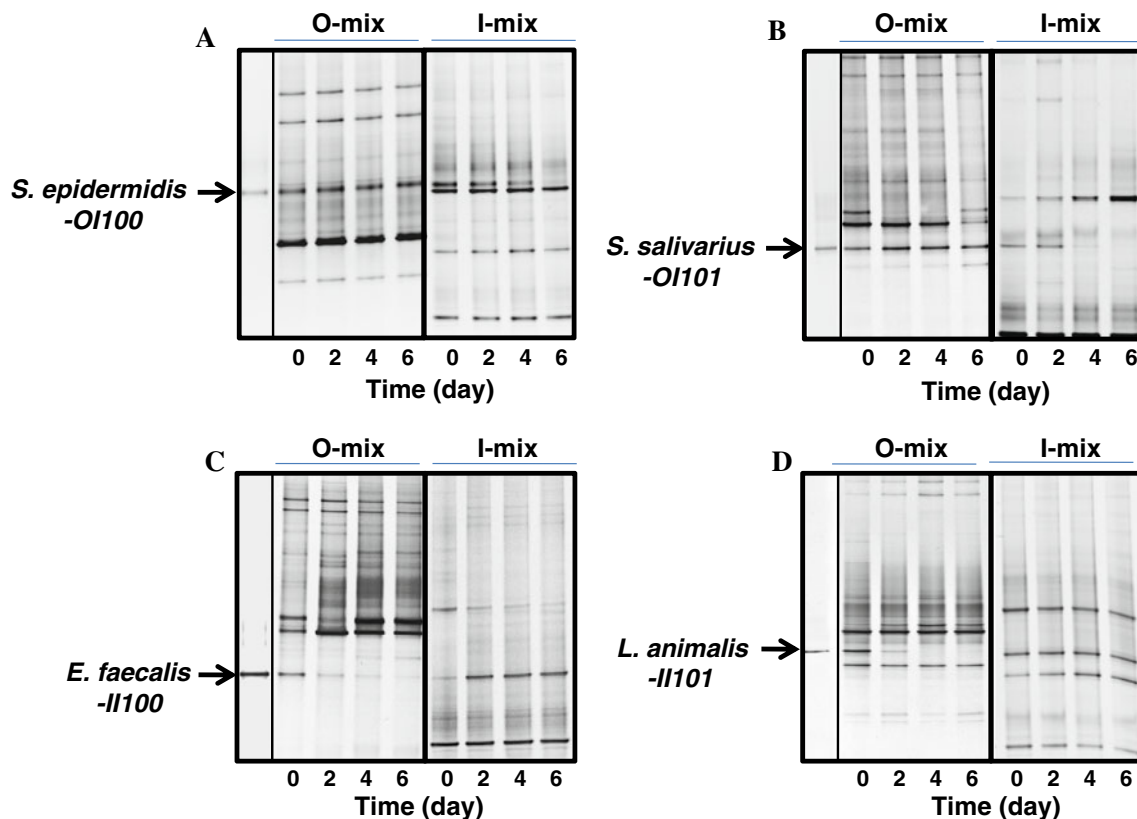 A
O-mix
I-mix
S. epidermidis
-OI100
0 2 4 6 0 2 4 6
Time (day)
B
O-mix
I-mix
S. salivarius
-OI101
0 2 4 6 0 2 4 6
Time (day)
C
O-mix
I-mix
E. faecalis
-II100
0 2 4 6 0 2 4 6
Time (day)
D
O-mix
I-mix
L. animalis
-II101
0 2 4 6 0 2 4 6
Time (day)